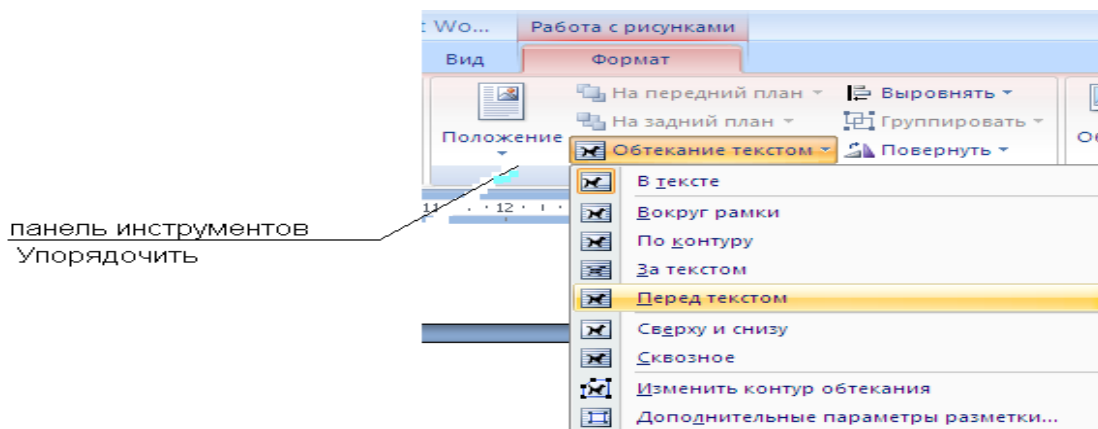 t Wo... Работа с рисунками
Вид Формат
На передний план Выровнять
На задний план Группировать
Положение
Обтекание текстом Повернуть
В тексте
11 12
Вокруг рамки
панель инструментов
По контуру
Упорядочить
За текстом
Перед текстом
Сверху и снизу
Сквозное
Изменить контур обтекания
Дополнительные параметры разметки...